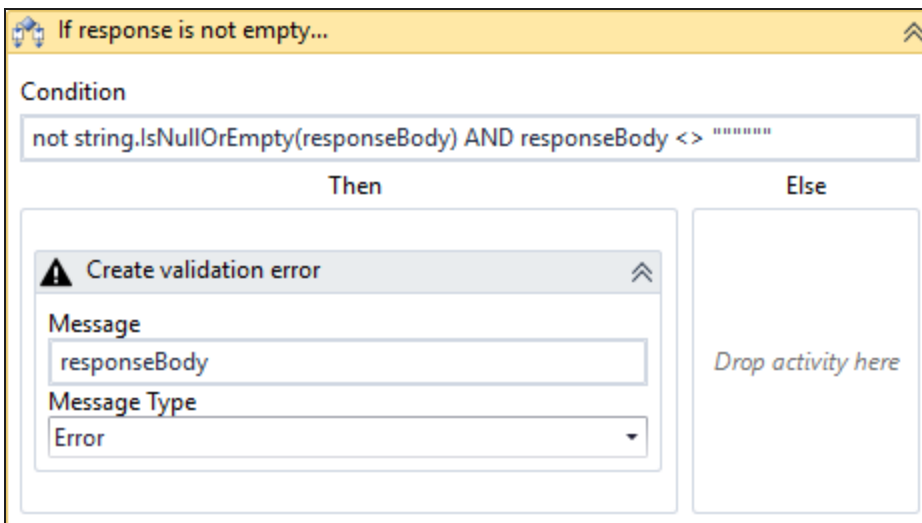 If response is not empty...
Condition
not string.IsNullOrEmpty(responseBody) AND responseBody <> """"""
Then
Else
Create validation error
Message
responseBody
Message Type
Error
Drop activity here